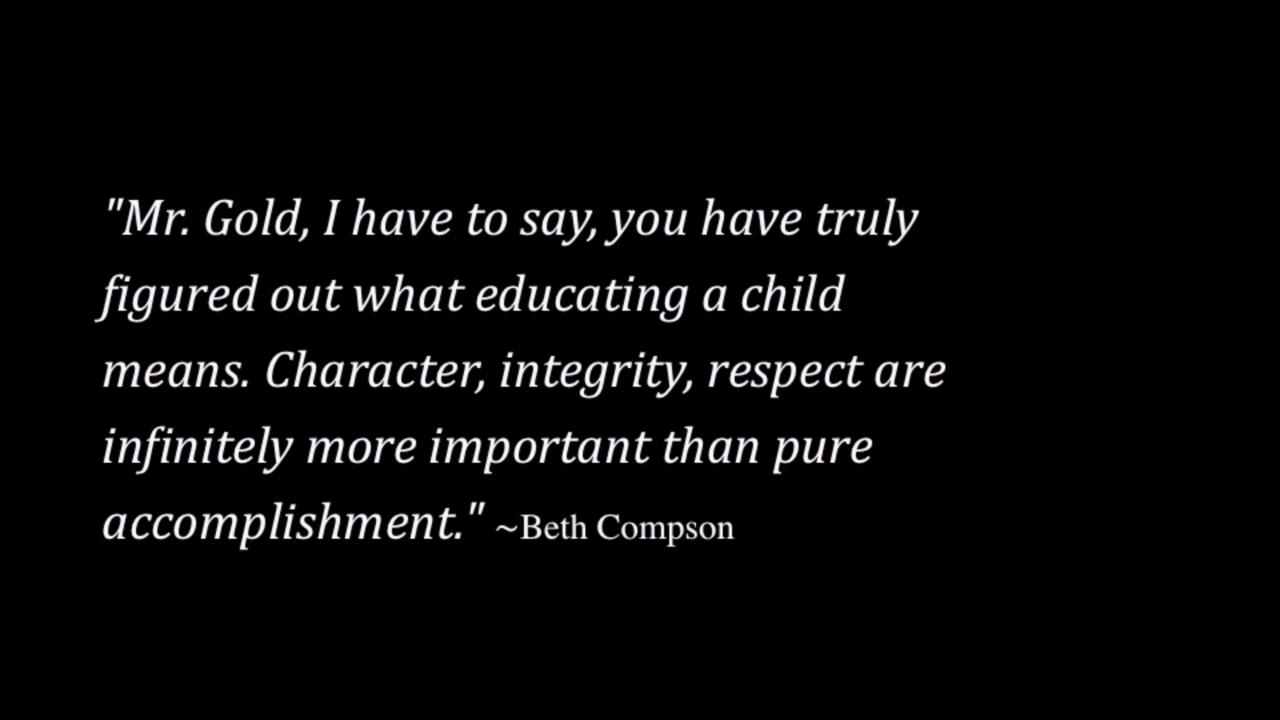 "Mr. Gold, I have to say, you have truly
figured out what educating a child
means. Character, integrity, respect are
infinitely more important than pure
accomplishment." ~Beth Compson